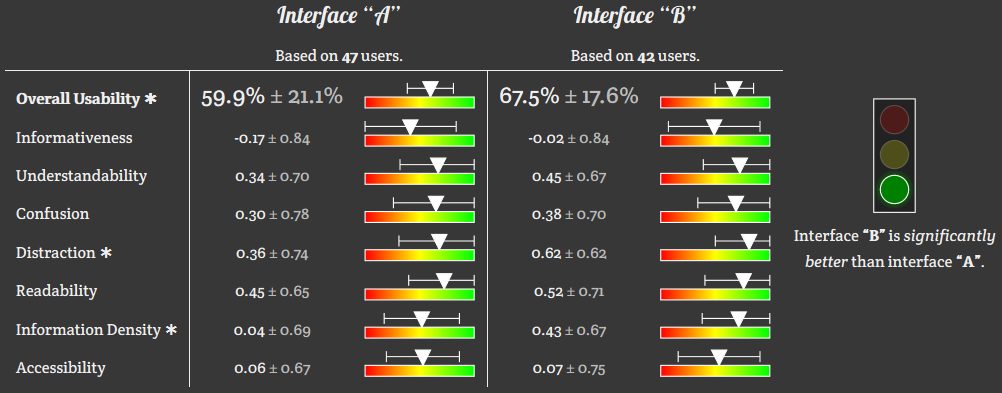 Interface “A” Interface “B”
Based on 47 users. Based on 42 users.
Overall Usability * 59.9% ± 21.1% 67.5% ± 17.6%
Informativeness -0.17 ± 0.84 -0.02 ± 0.84
Understandability 0.34 ± 0.70 0.45 ± 0.67
Confusion 0.30 ± 0.78 0.38 ± 0.70
Distraction * 0.36 ± 0.74 0.62 ± 0.62
Readability 0.45 ± 0.65 0.52 ± 0.71
Information Density * 0.04 ± 0.69 0.43 ± 0.67
Accessibility 0.06 ± 0.67 0.07 ± 0.75
Interface “B” is significantly
better than interface “A”.